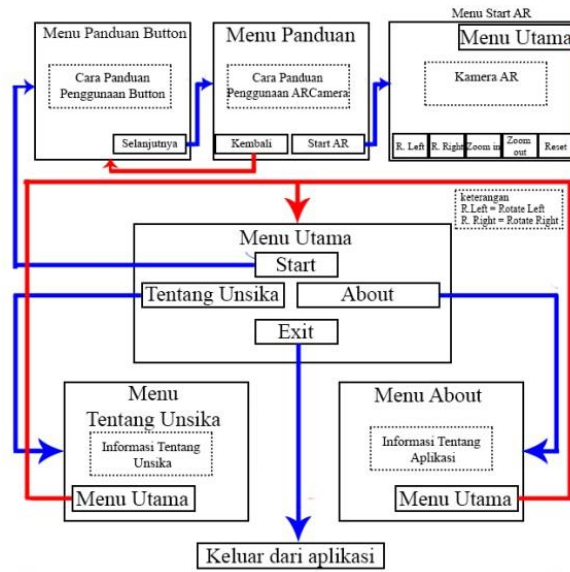 Menu Panduan Button
Cara Panduan
Penggunaan Button
Selanjutnya
Menu Panduan
Cara Panduan
Penggunaan ARCamera
Kembali
Start AR
Menu Start AR
Menu Utama
Kamera AR
R. Left
R. Right
Zoom in
Zoom
out
Reset
keterangan
R.Left = Rotate Left
R. Right = Rotate Right
Menu Utama
Start
Tentang Unsika
About
Exit
Menu
Tentang Unsika
Informasi Tentang
Unsika
Menu Utama
Menu About
Informasi Tentang
Aplikasi
Menu Utama
Keluar dari aplikasi